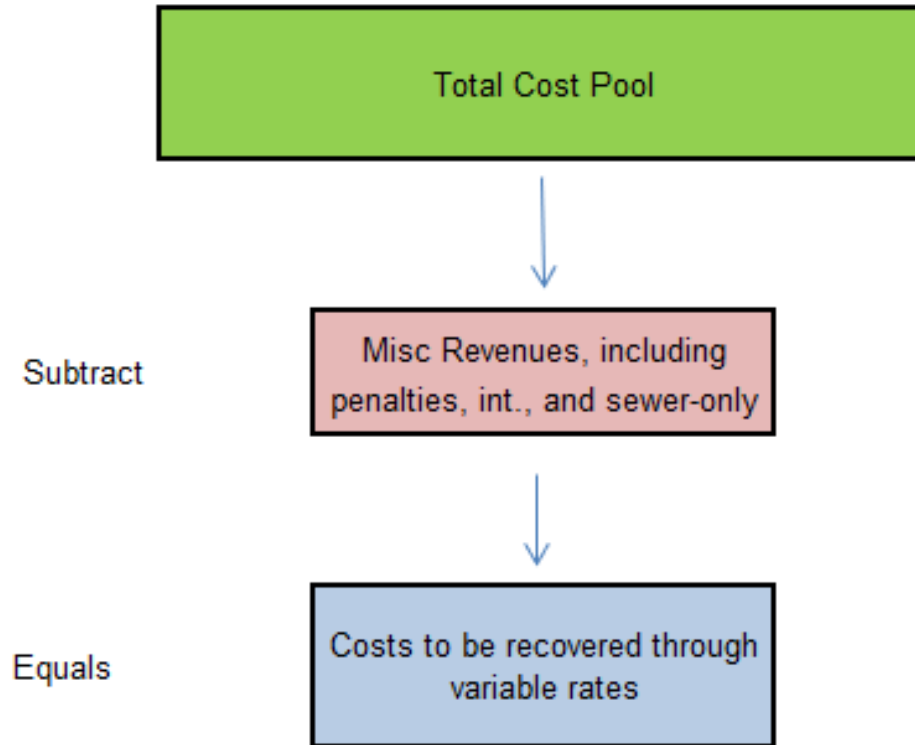 Total Cost Pool
Subtract
Misc Revenues, including
penalties, int., and sewer-only
Equals
Costs to be recovered through
variable rates